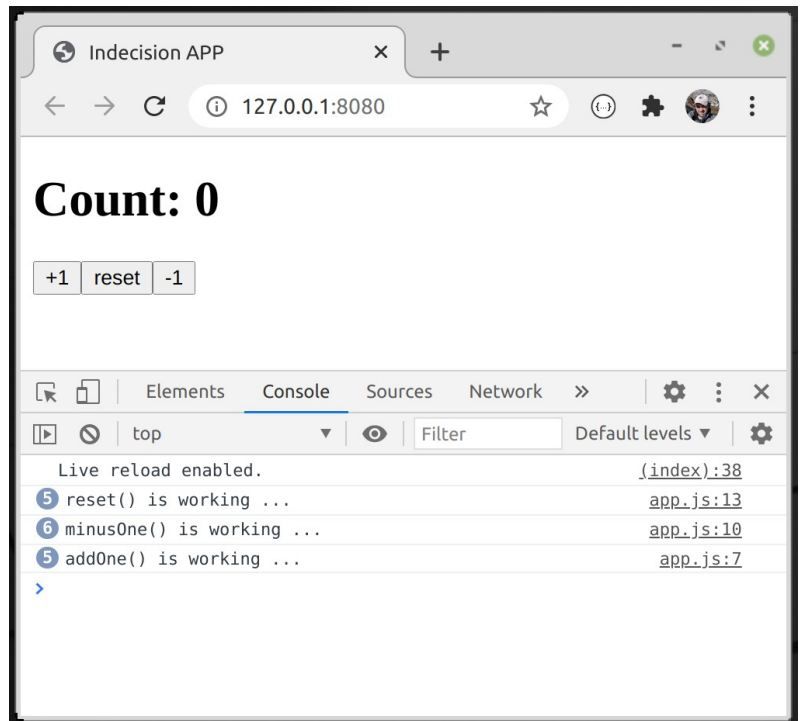 Indecision APP
127.0.0.1:8080
Count: 0
+1 reset -1
Elements Console Sources Network »
top Filter Default levels
Live reload enabled. (index):38
5 reset() is working ... app.js:13
6 minusOne() is working ... app.js:10
5 addOne() is working ... app.js:7